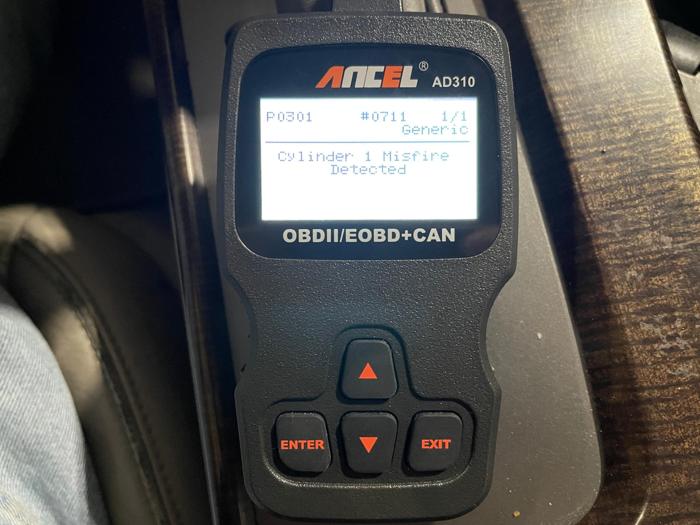 ANCEL® AD310
P0301 #0711 1/1
Generic
Cylinder 1 Misfire
Detected
OBDII/EOBD+CAN
ENTER EXIT